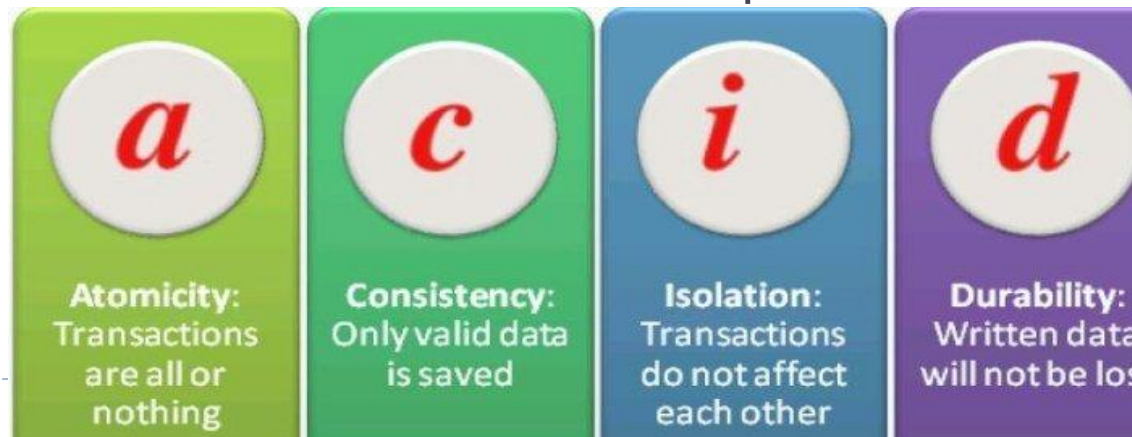 a
Atomicity:
Transactions
are all or
nothing
c
Consistency:
Only valid data
is saved
i
Isolation:
Transactions
do not affect
each other
d
Durability:
Written data
will not be